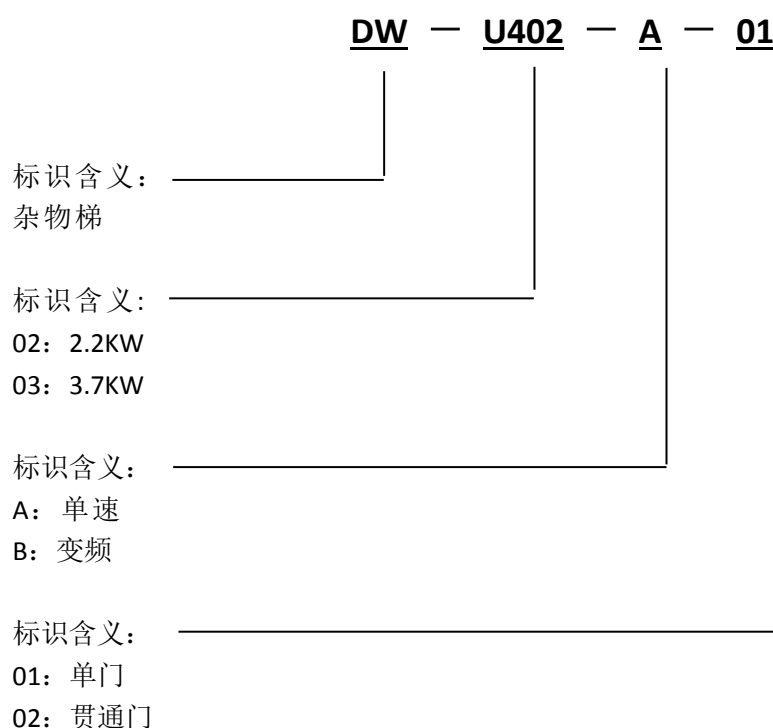 DW — U402 — A — 01
标识含义：
杂物梯
标识含义:
02：2.2KW
03：3.7KW
标识含义：
A：单速
B：变频
标识含义：
01：单门
02：贯通门